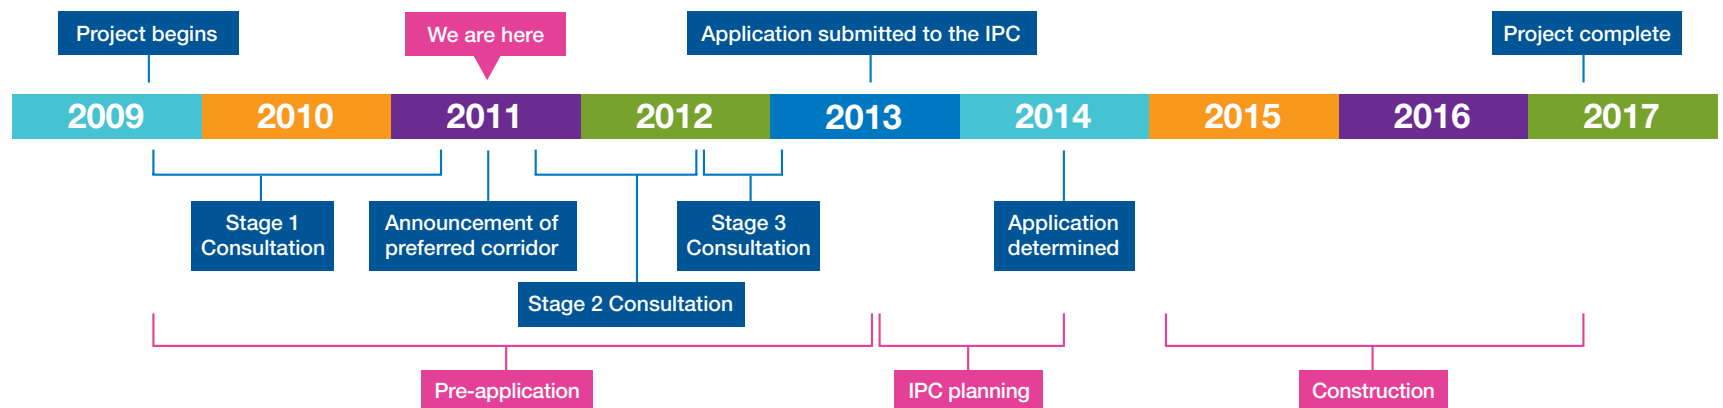 Project begins
We are here
Application submitted to the IPC
Project complete
2009
2010
2011
2012
2013
2014
2015
2016
2017
Stage 1
Consultation
Announcement of
preferred corridor
Stage 2 Consultation
Stage 3
Consultation
Application
determined
Pre-application
IPC planning
Construction